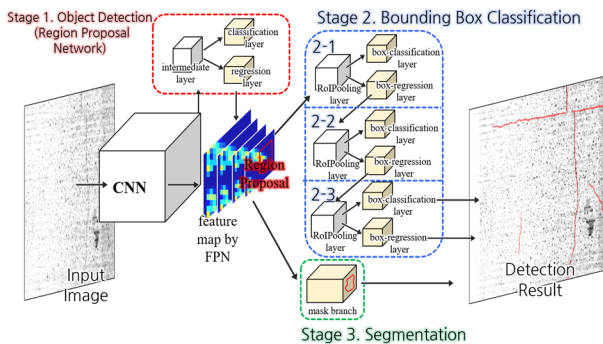 Stage 1. Object Detection
(Region Proposal
Network)
classification
layer
intermediate
layer
regression
layer
Stage 2. Bounding Box Classification
2-1
RoIPooling
layer
box-classification
layer
box-regression
layer
2-2
RoIPooling
layer
box-classification
layer
box-regression
layer
2-3
RoIPooling
layer
box-classification
layer
box-regression
layer
CNN
Region
Proposal
feature
map by
FPN
Input
Image
mask branch
Stage 3. Segmentation
Detection
Result